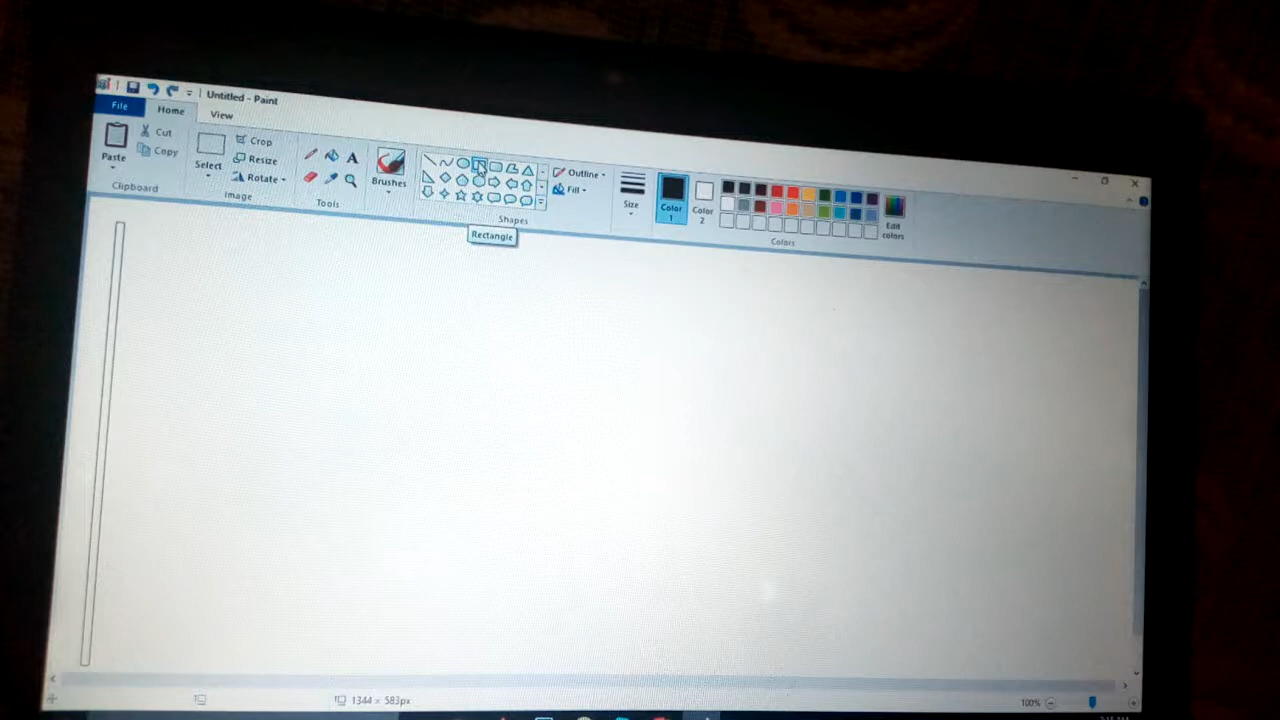 Untitled - Paint
File
Home
View
Paste
Cut
Copy
Clipboard
Select
Crop
Resize
Rotate
Image
A
Tools
Brushes
Shapes
Outline
Fill
Size
Color 1
Color 2
Edit colors
Colors
Rectangle
1344 × 583px
100%